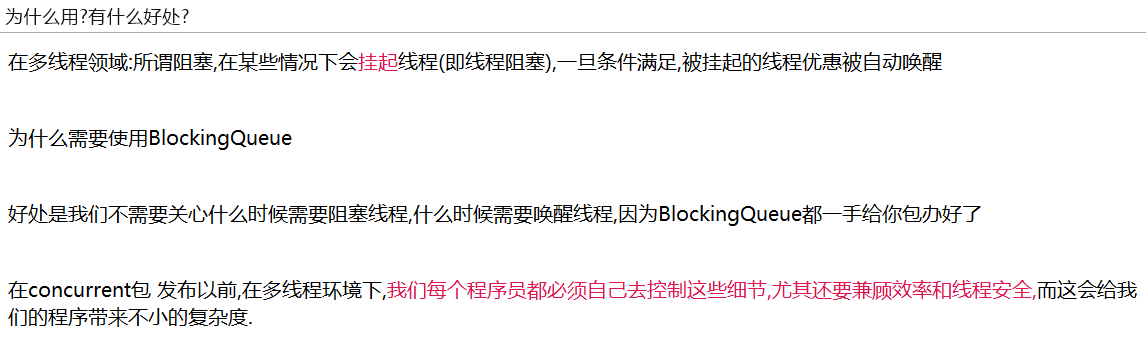 为什么用?有什么好处?
在多线程领域:所谓阻塞,在某些情况下会挂起线程(即线程阻塞),一旦条件满足,被挂起的线程优惠被自动唤醒
为什么需要使用BlockingQueue
好处是我们不需要关心什么时候需要阻塞线程,什么时候需要唤醒线程,因为BlockingQueue都一手给你包办好了
在concurrent包 发布以前,在多线程环境下,我们每个程序员都必须自己去控制这些细节,尤其还要兼顾效率和线程安全,而这会给我
们的程序带来不小的复杂度.